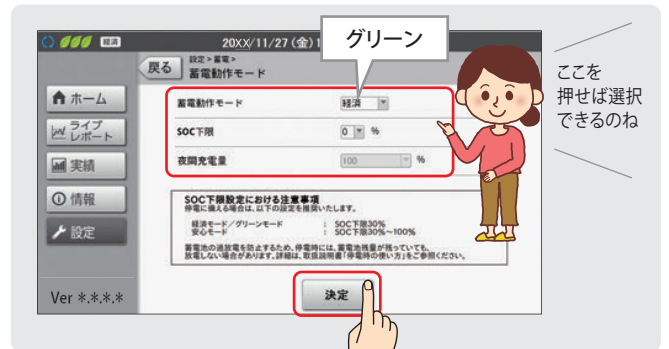 経済
20XX/11/27 (金) 1
グリーン
戻る
設定 > 蓄電 >
蓄電動作モード
ホーム
ライブ
レポート
実績
情報
設定
Ver *.*.*.*
蓄電動作モード 経済
SOC下限 0 %
夜間充電量 100 %
SOC下限設定における注意事項
停電に備える場合は、以下の設定を推奨いたします。
経済モード/グリーンモード : SOC下限30%
安心モード : SOC下限30%~100%
蓄電池の過放電を防止するため、停電時には、蓄電池残量が残っていても、
放電しない場合があります。詳細は、取扱説明書「停電時の使い方」をご参照ください。
決定
ここを
押せば選択
できるのね